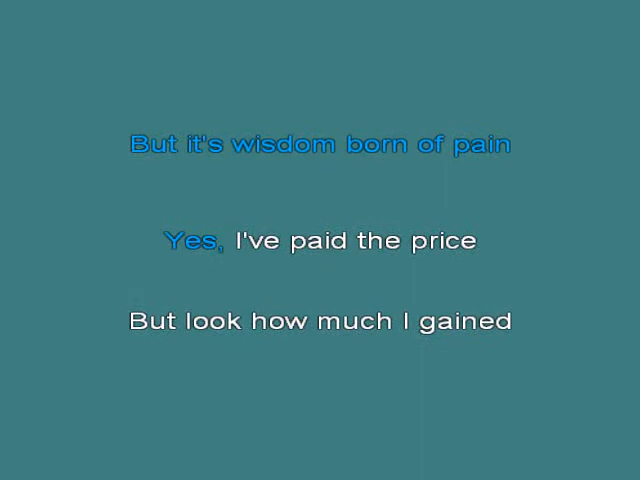 But it's wisdom born of pain
Yes, I've paid the price
But look how much I gained